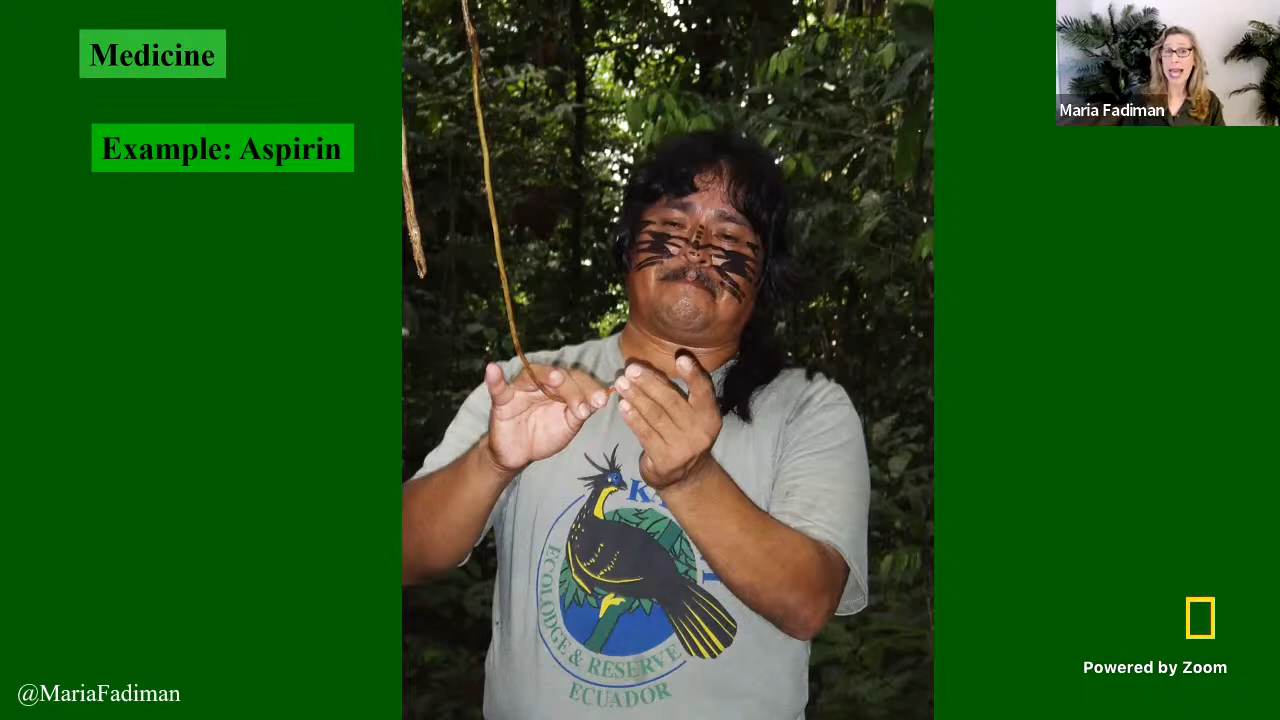 Medicine
Example: Aspirin
Maria Fadiman
ECOLODGE & RESERVE
ECUADOR
Powered by Zoom
@MariaFadiman